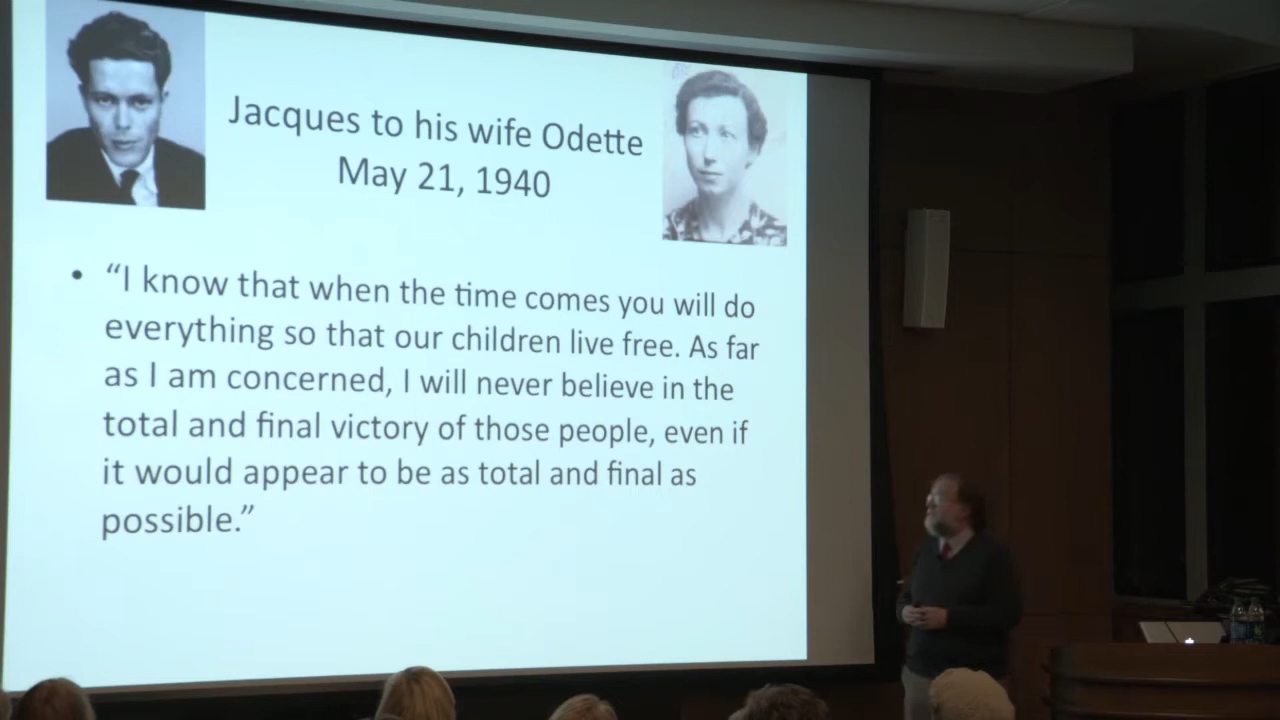 Jacques to his wife Odette
May 21, 1940
• “I know that when the time comes you will do
everything so that our children live free. As far
as I am concerned, I will never believe in the
total and final victory of those people, even if
it would appear to be as total and final as
possible.”